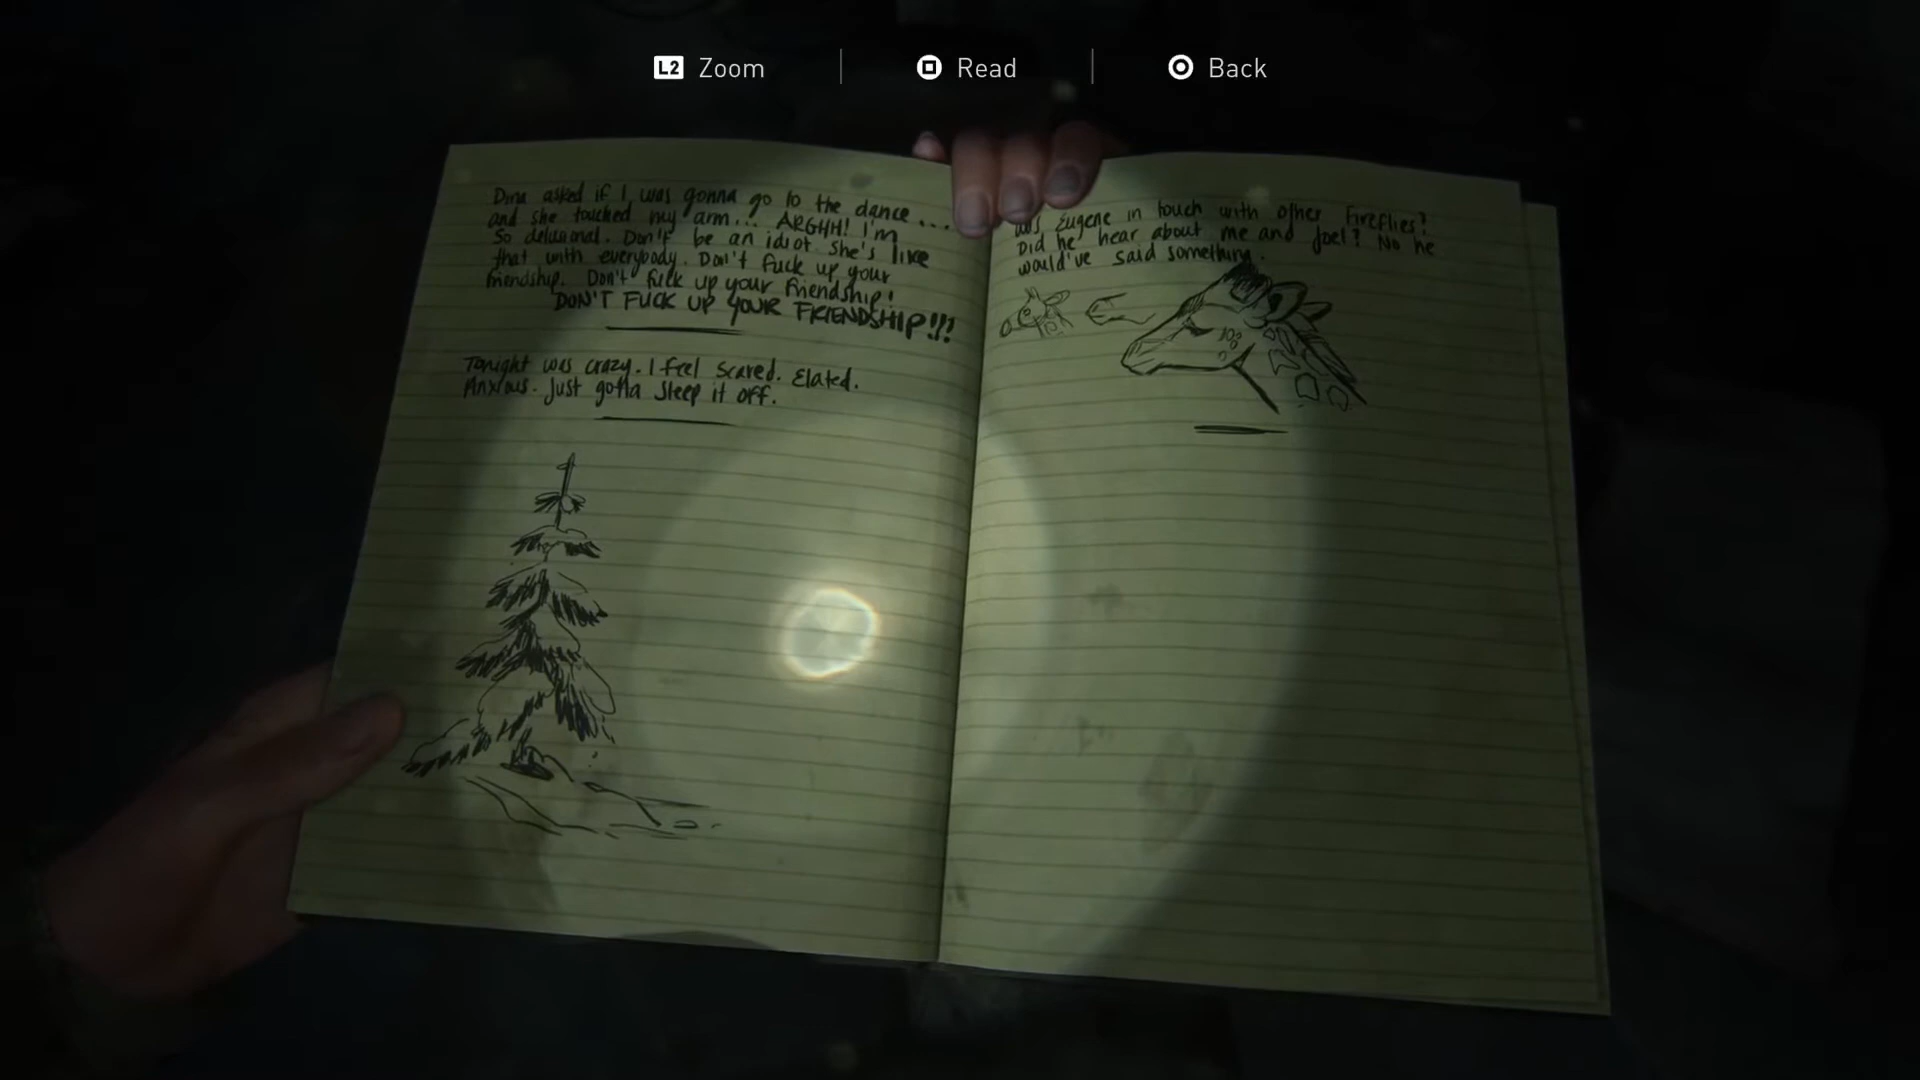 L2 Zoom
Read
Back
Dina asked if I was gonna go to the dance...
and she touched my arm... ARGHH! I'm
so delusional. Don't be an idiot she's like
that with everybody. Don't fuck up your
friendship. Don't fuck up your friendship!
DON'T FUCK UP YOUR FRIENDSHIP!!!
Tonight was crazy. I feel scared. Elated.
Anxious. Just gotta sleep it off.
Was Eugene in touch with other Fireflies?
Did he hear about me and Joel? No he
would've said something.